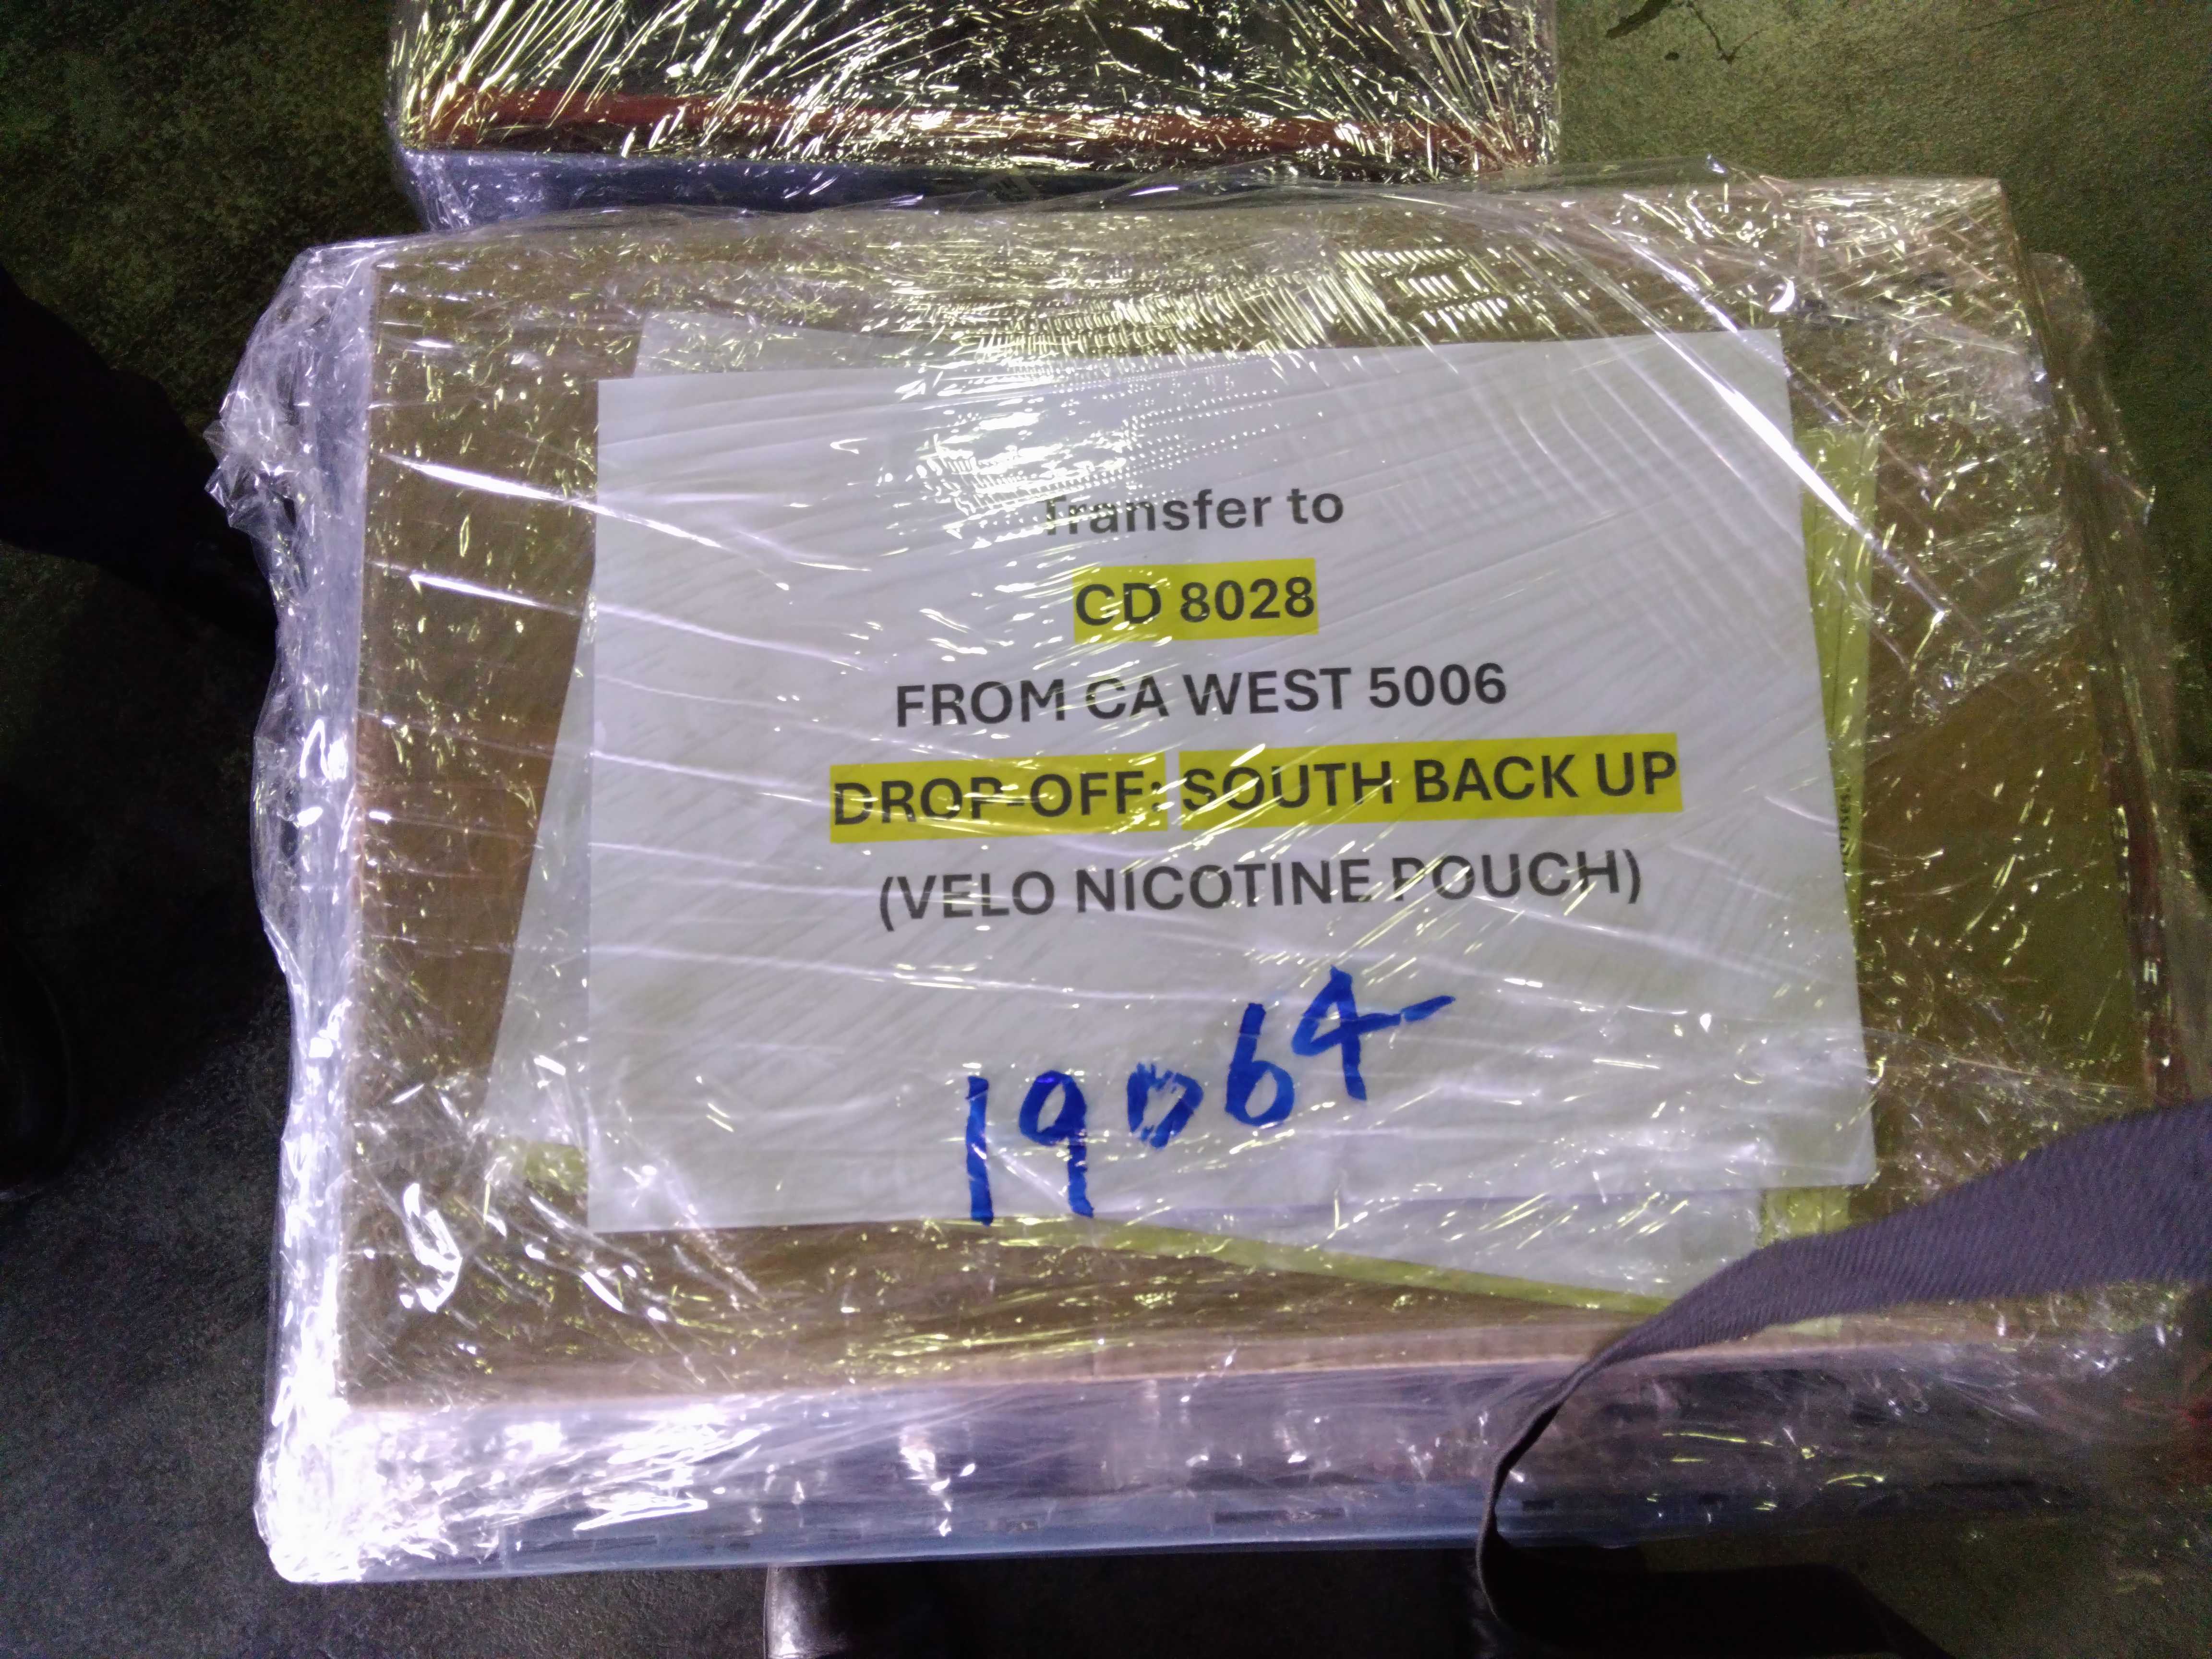 Transfer to
CD 8028
FROM CA WEST 5006
DROP-OFF: SOUTH BACK UP
(VELO NICOTINE POUCH)
19064